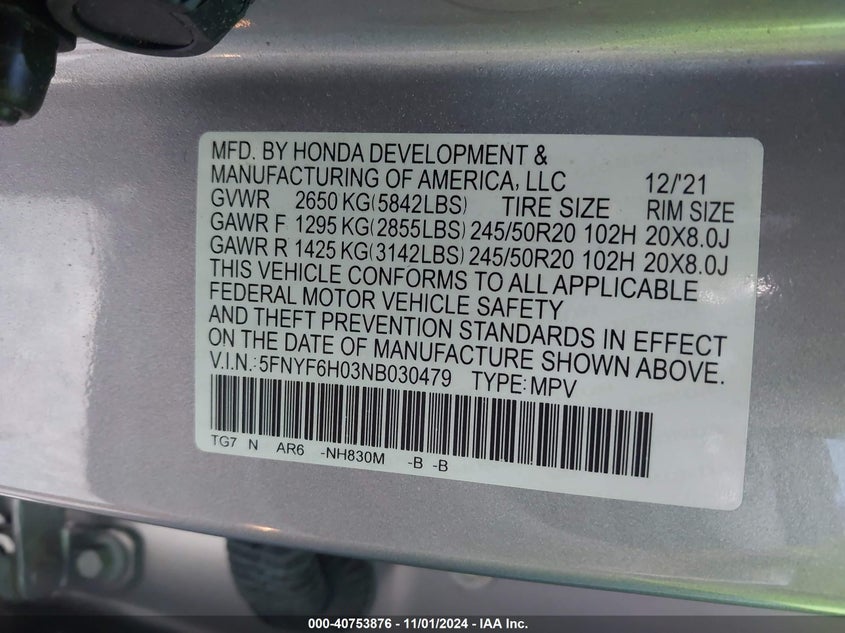 MFD. BY HONDA DEVELOPMENT &
MANUFACTURING OF AMERICA, LLC 12/'21
GVWR 2650 KG(5842LBS) TIRE SIZE RIM SIZE
GAWR F 1295 KG(2855LBS) 245/50R20 102H 20X8.0J
GAWR R 1425 KG(3142LBS) 245/50R20 102H 20X8.0J
THIS VEHICLE CONFORMS TO ALL APPLICABLE
FEDERAL MOTOR VEHICLE SAFETY
AND THEFT PREVENTION STANDARDS IN EFFECT
ON THE DATE OF MANUFACTURE SHOWN ABOVE.
V.I.N.: 5FNYF6H03NB030479 TYPE: MPV
TG7 N AR6 -NH830M -B -B
000-40753876 - 11/01/2024 - IAA Inc.